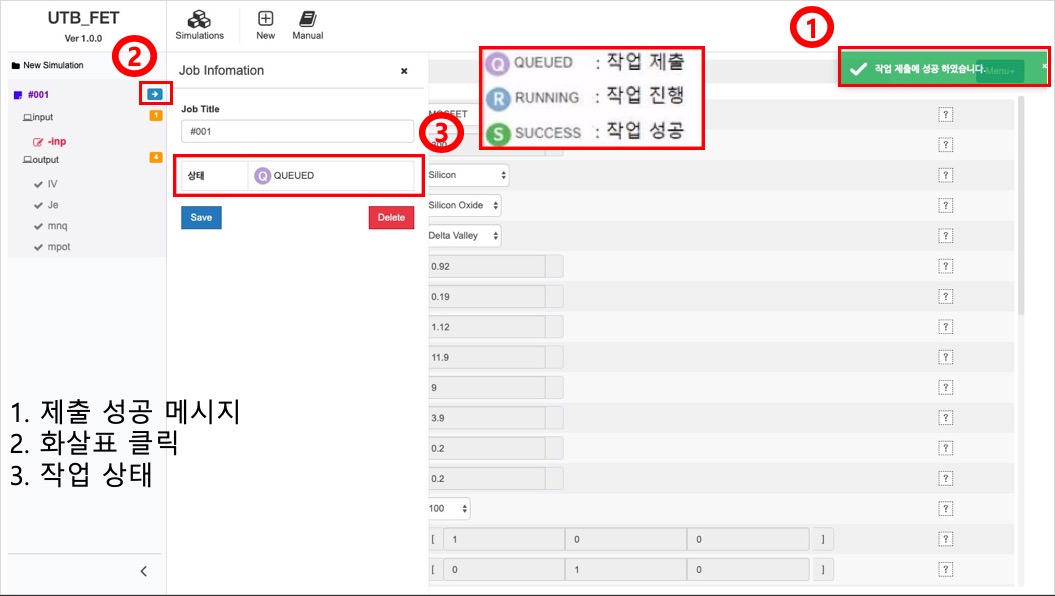 UTB_FET
Ver 1.0.0
Simulations
New
Manual
1
작업 제출에 성공 하였습니다.
Menu
×
2
New Simulation
#001
input
1
-inp
output
4
IV
Je
mnq
mpot
Job Infomation
×
Job Title
#001
3
상태
Q QUEUED
Save
Delete
Q QUEUED : 작업 제출
R RUNNING : 작업 진행
S SUCCESS : 작업 성공
MOSFET
?
?
Silicon
?
Silicon Oxide
?
Delta Valley
?
0.92
?
0.19
?
1.12
?
11.9
?
9
?
3.9
?
0.2
?
0.2
?
100
?
[ 1 0 0 ]
?
[ 0 1 0 ]
?
1. 제출 성공 메시지
2. 화살표 클릭
3. 작업 상태